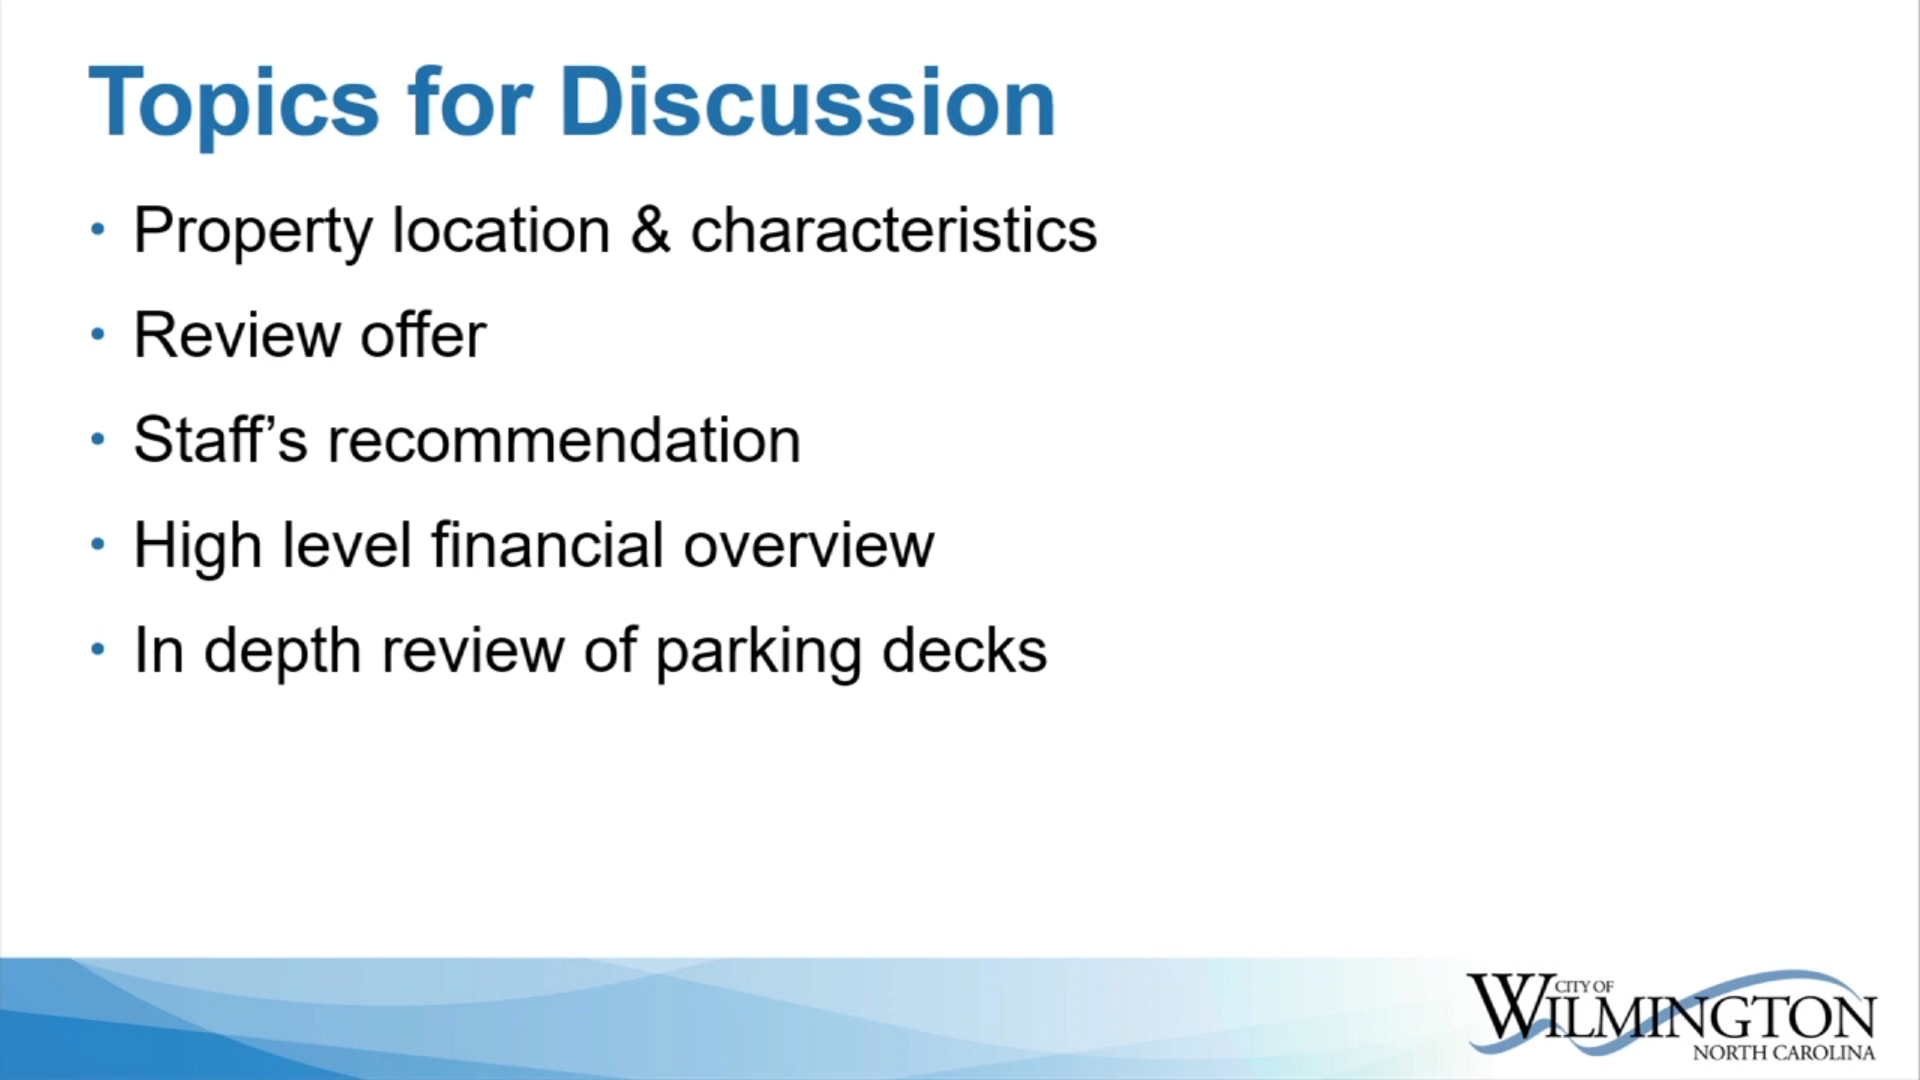 Topics for Discussion
• Property location & characteristics
• Review offer
• Staff’s recommendation
• High level financial overview
• In depth review of parking decks
CITY OF
WILMINGTON
NORTH CAROLINA